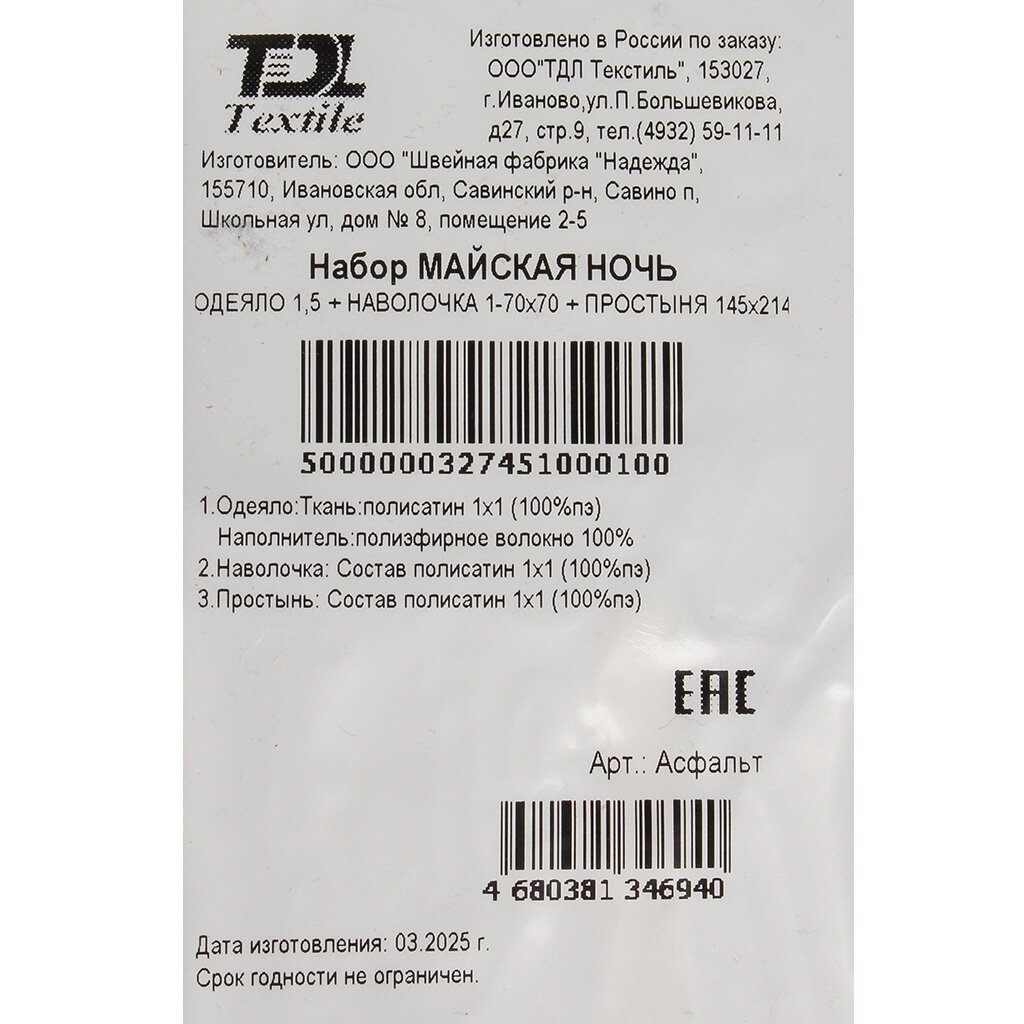 TDL
Textile
Изготовлено в России по заказу:
ООО"ТДЛ Текстиль", 153027,
г.Иваново,ул.П.Большевикова,
д27, стр.9, тел.(4932) 59-11-11
Изготовитель: ООО "Швейная фабрика "Надежда",
155710, Ивановская обл, Савинский р-н, Савино п,
Школьная ул, дом № 8, помещение 2-5
Набор МАЙСКАЯ НОЧЬ
ОДЕЯЛО 1,5 + НАВОЛОЧКА 1-70х70 + ПРОСТЫНЯ 145х214
5000000327451000100
1.Одеяло:Ткань:полисатин 1х1 (100%пэ)
Наполнитель:полиэфирное волокно 100%
2.Наволочка: Состав полисатин 1х1 (100%пэ)
3.Простынь: Состав полисатин 1х1 (100%пэ)
ЕАС
Арт.: Асфальт
4 680381 346940
Дата изготовления: 03.2025 г.
Срок годности не ограничен.